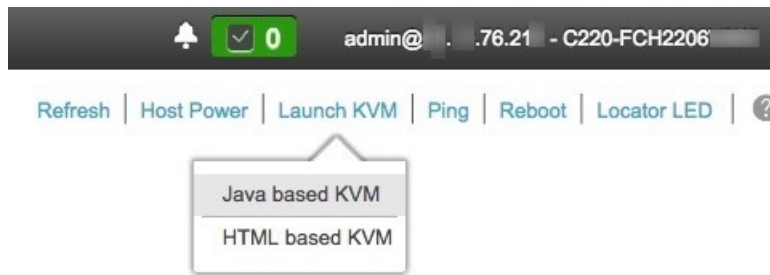 0 admin@ . .76.21 - C220-FCH2206
Refresh | Host Power | Launch KVM | Ping | Reboot | Locator LED | ?
Java based KVM
HTML based KVM